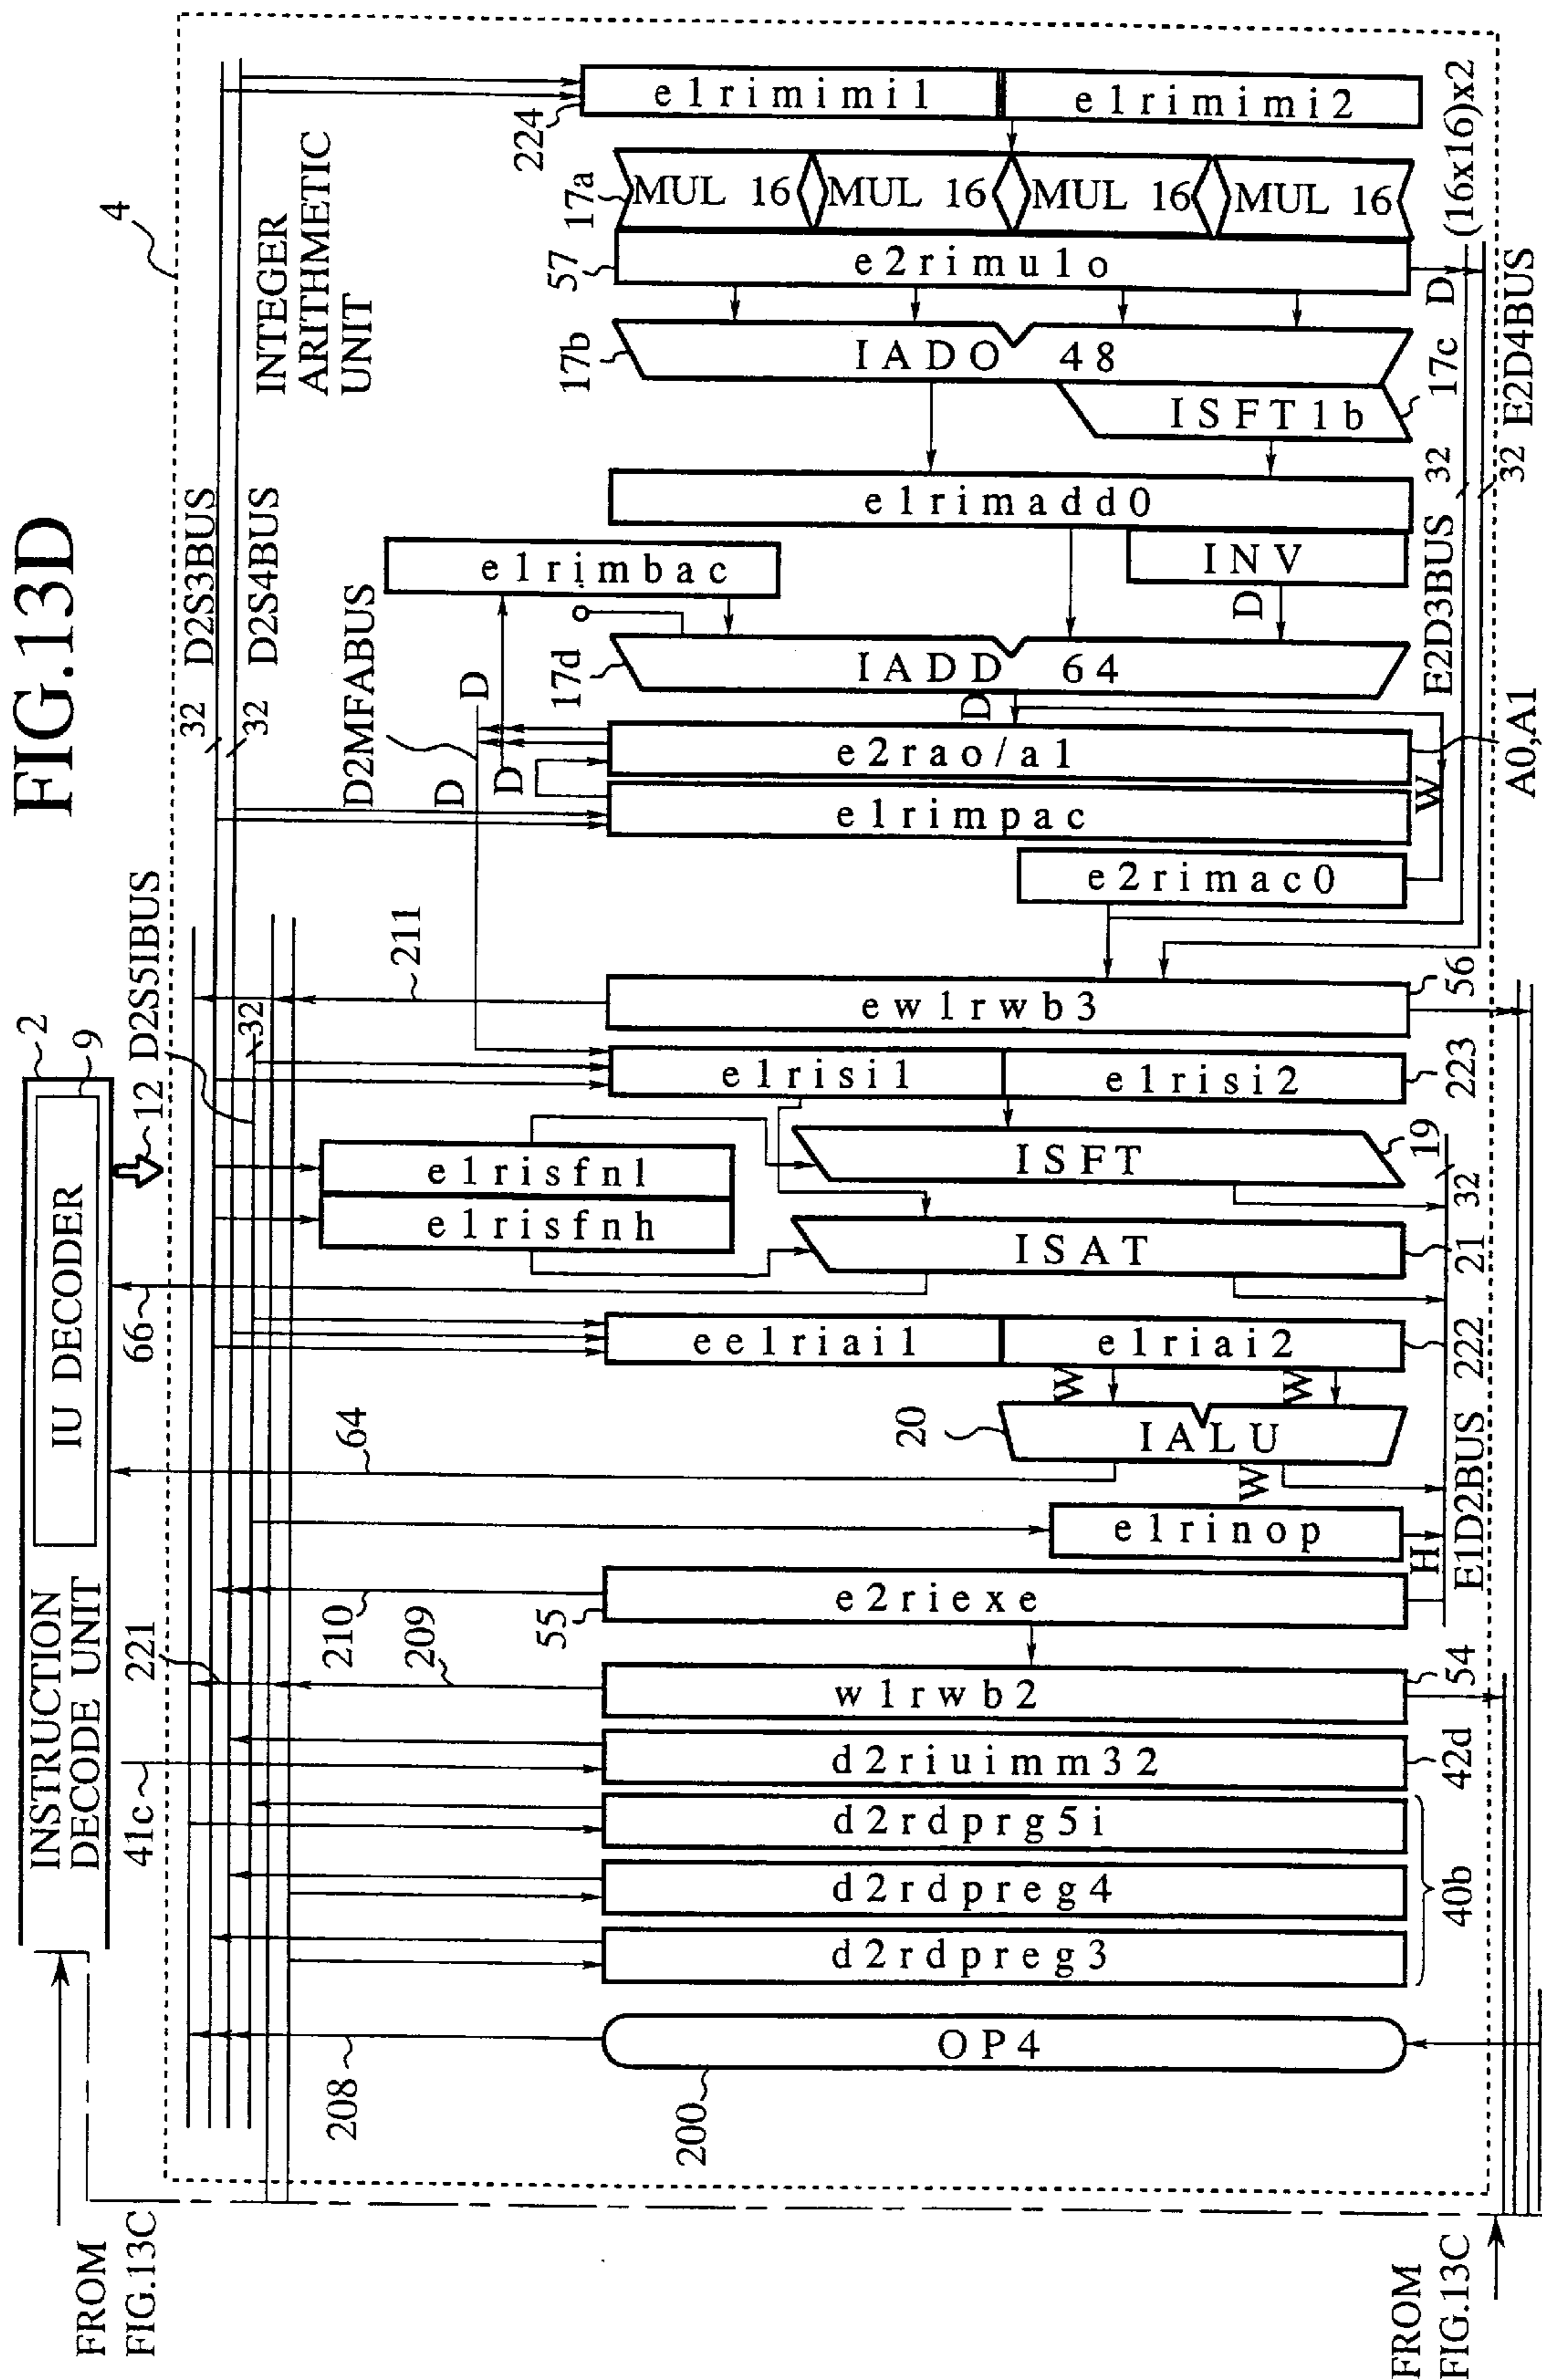 FIG.13D
FROM
FIG.13C
INSTRUCTION
DECODE UNIT
IU DECODER
2
9
12
D2S5IBUS
32
D2S3BUS
32
D2S4BUS
32
4
INTEGER
ARITHMETIC
UNIT
41c
221
64
66
208
209
210
211
D2MFABUS
D
D
D
200
OP4
d2rdpreg3
d2rdpreg4
d2rdprg5i
40b
d2riuimm32
42d
w1rwb2
54
55
e2riexe
e1rinop
H
E1D2BUS
20
IALU
W
W
W
ee1riai1
e1riai2
222
ISAT
21
32
ISFT
19
e1risfn1
e1risfnh
e1risi1
e1risi2
223
ew1rwb3
56
e2rimac0
W
e1rimpac
e2rao/a1
A0,A1
D
17d
IADD 64
e1rimbac
INV
D
e1rimadd0
E2D3BUS
32
32
E2D4BUS
ISFT1b
17c
17b
IADO 48
57
e2rimu1o
D
17a
MUL 16
MUL 16
MUL 16
MUL 16
(16x16)x2
224
e1rimimi1
e1rimimi2
FROM
FIG.13C